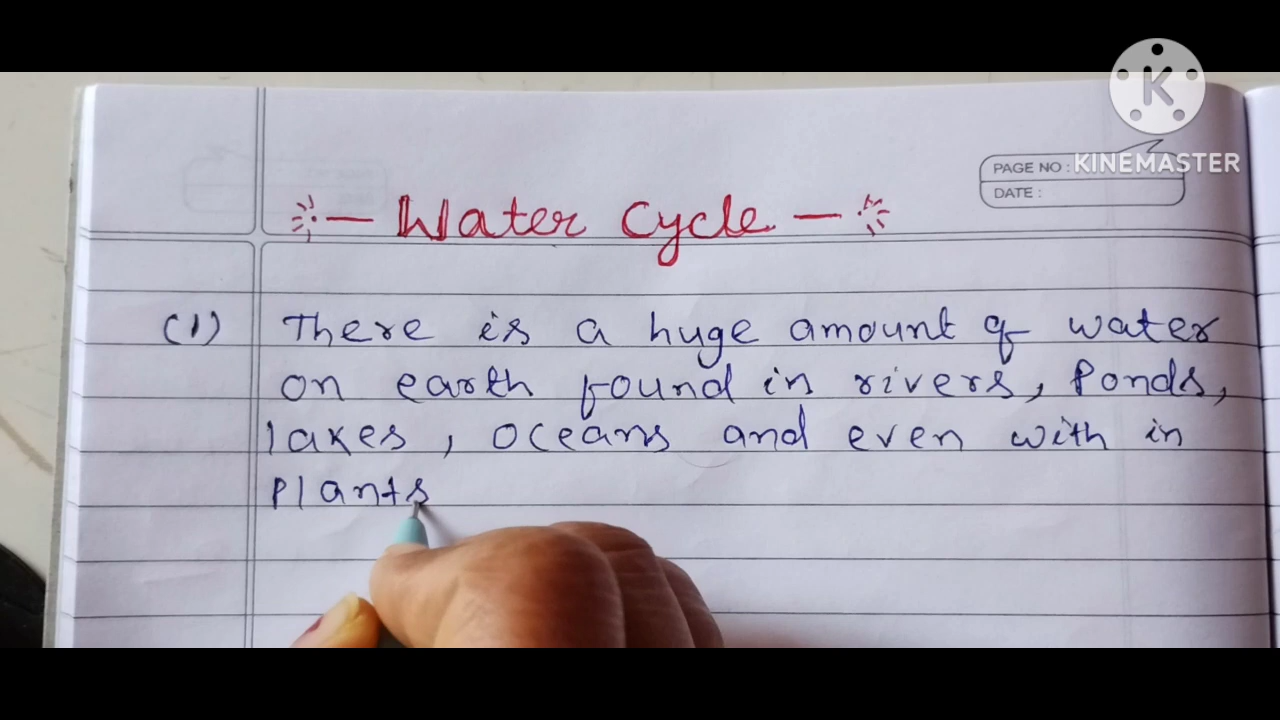 KINEMASTER
PAGE NO :
DATE :
Water Cycle
(1) There is a huge amount of water
on earth found in rivers, Ponds,
lakes, oceans and even with in
Plants